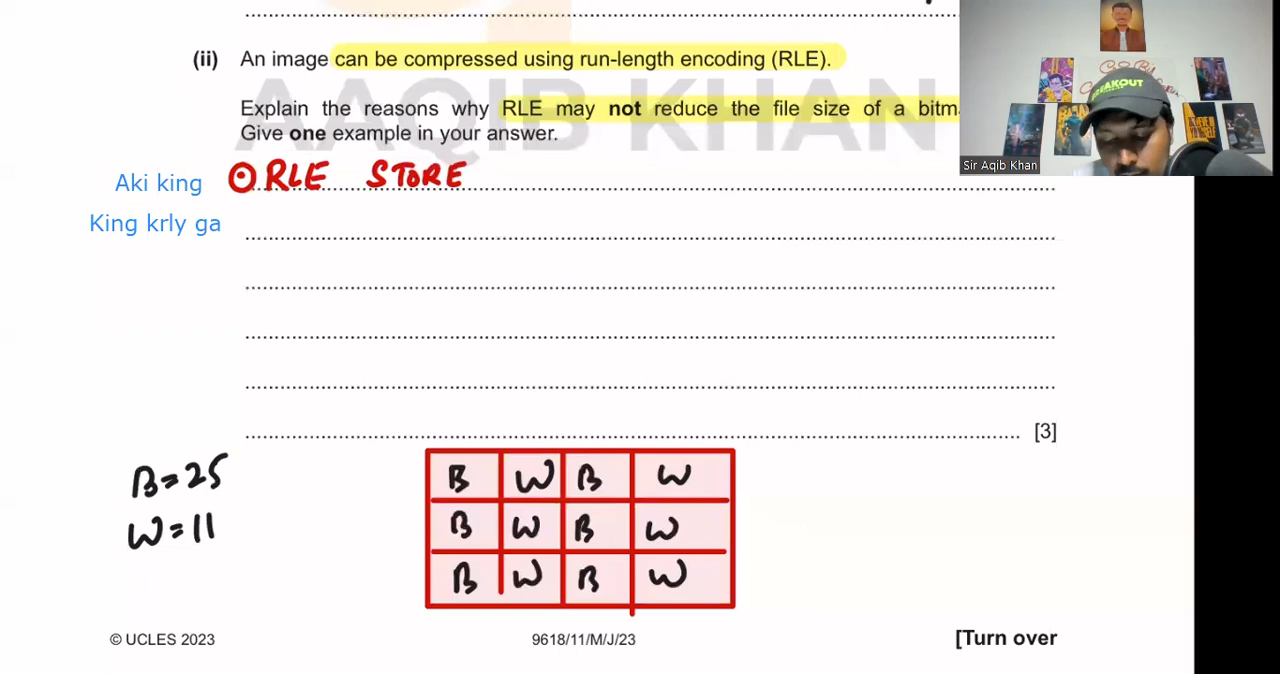 (ii) An image can be compressed using run-length encoding (RLE).
Explain the reasons why RLE may not reduce the file size of a bitm
Give one example in your answer.
AAQIB KHAN
BREAKOUT
Sir Aqib Khan
Aki king
King krly ga
RLE STORE
[3]
B=25
W=11
B W B W
B W B W
B W B W
© UCLES 2023
9618/11/M/J/23
[Turn over